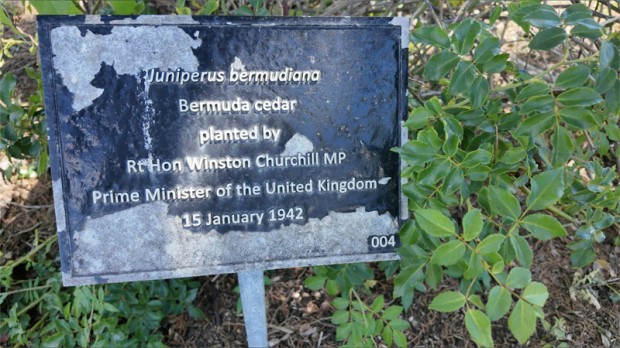 Juniperus bermudiana
Bermuda cedar
planted by
Rt Hon Winston Churchill MP
Prime Minister of the United Kingdom
15 January 1942
004